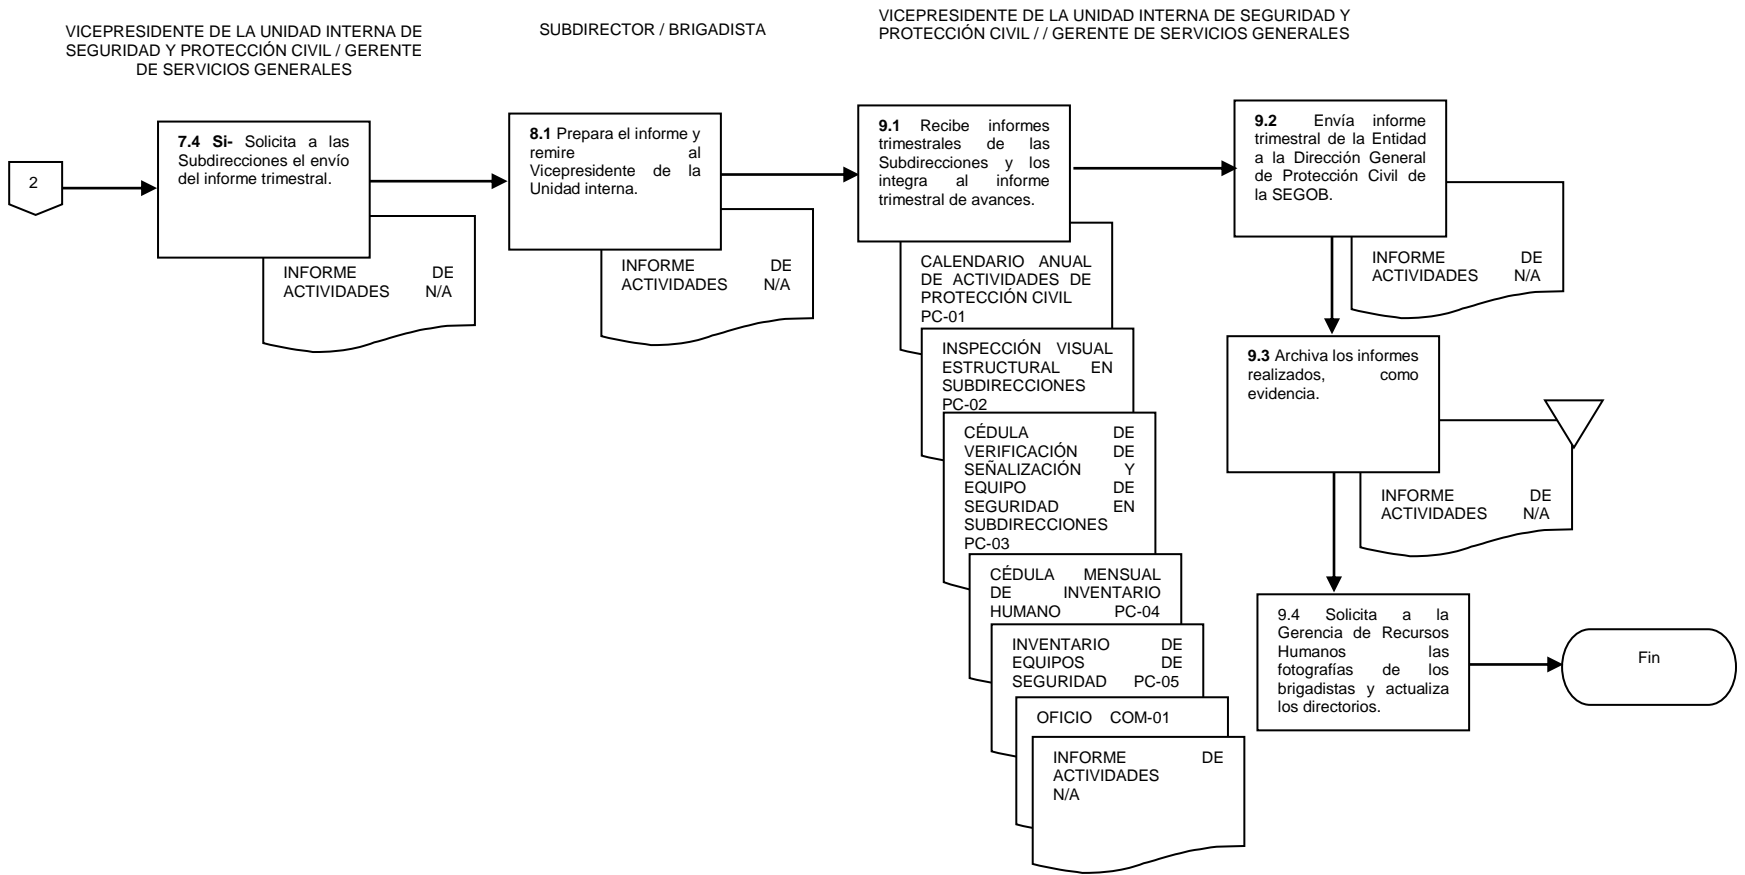 VICEPRESIDENTE DE LA UNIDAD INTERNA DE
SEGURIDAD Y PROTECCIÓN CIVIL / GERENTE
DE SERVICIOS GENERALES
SUBDIRECTOR / BRIGADISTA
VICEPRESIDENTE DE LA UNIDAD INTERNA DE SEGURIDAD Y
PROTECCIÓN CIVIL / / GERENTE DE SERVICIOS GENERALES
2
7.4 Si- Solicita a las
Subdirecciones el envío
del informe trimestral.
INFORME DE
ACTIVIDADES N/A
8.1 Prepara el informe y
remire al
Vicepresidente de la
Unidad interna.
INFORME DE
ACTIVIDADES N/A
9.1 Recibe informes
trimestrales de las
Subdirecciones y los
integra al informe
trimestral de avances.
CALENDARIO ANUAL
DE ACTIVIDADES DE
PROTECCIÓN CIVIL
PC-01
INSPECCIÓN VISUAL
ESTRUCTURAL EN
SUBDIRECCIONES
PC-02
CÉDULA DE
VERIFICACIÓN DE
SEÑALIZACIÓN Y
EQUIPO DE
SEGURIDAD EN
SUBDIRECCIONES
PC-03
CÉDULA MENSUAL
DE INVENTARIO
HUMANO PC-04
INVENTARIO DE
EQUIPOS DE
SEGURIDAD PC-05
OFICIO COM-01
INFORME DE
ACTIVIDADES
N/A
9.2 Envía informe
trimestral de la Entidad
a la Dirección General
de Protección Civil de
la SEGOB.
INFORME DE
ACTIVIDADES N/A
9.3 Archiva los informes
realizados, como
evidencia.
INFORME DE
ACTIVIDADES N/A
9.4 Solicita a la
Gerencia de Recursos
Humanos las
fotografías de los
brigadistas y actualiza
los directorios.
Fin